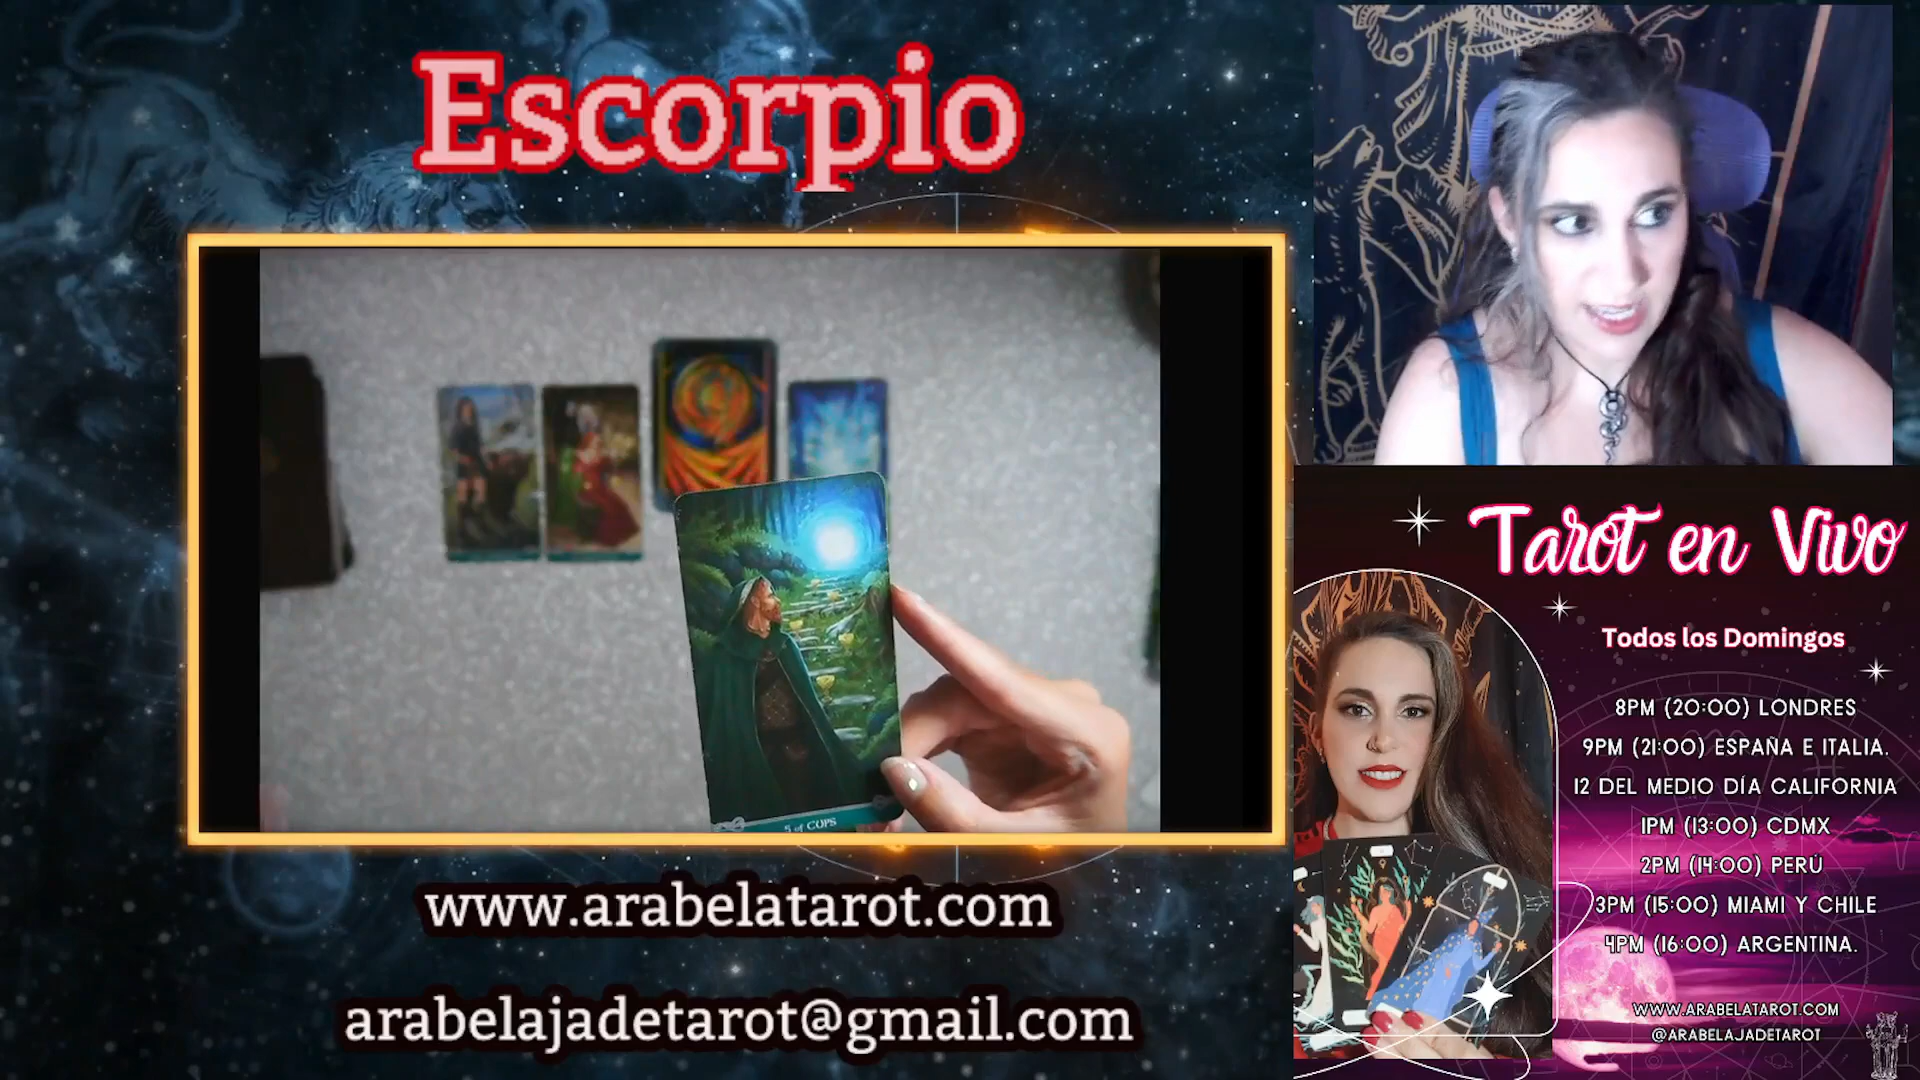 Escorpio
5 of CUPS
www.arabelatarot.com
arabelajadetarot@gmail.com
Tarot en Vivo
Todos los Domingos
8PM (20:00) LONDRES
9PM (21:00) ESPAÑA E ITALIA.
12 DEL MEDIO DÍA CALIFORNIA
1PM (13:00) CDMX
2PM (14:00) PERÚ
3PM (15:00) MIAMI Y CHILE
4PM (16:00) ARGENTINA.
WWW.ARABELATAROT.COM
@ARABELAJADETAROT